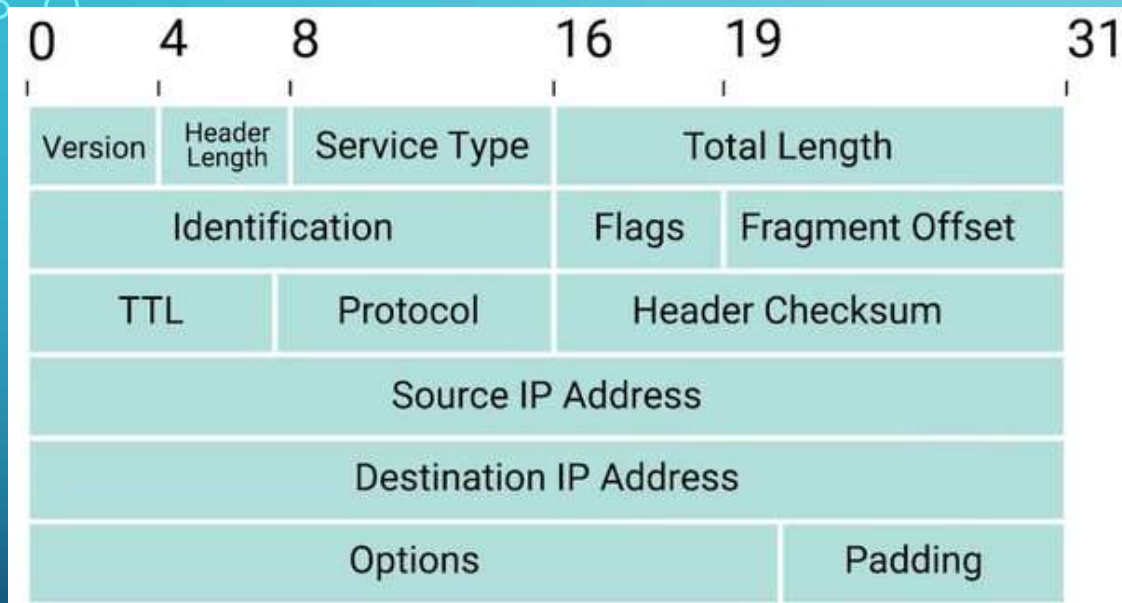 0 4 8 16 19 31
Version Header Length Service Type Total Length
Identification Flags Fragment Offset
TTL Protocol Header Checksum
Source IP Address
Destination IP Address
Options Padding